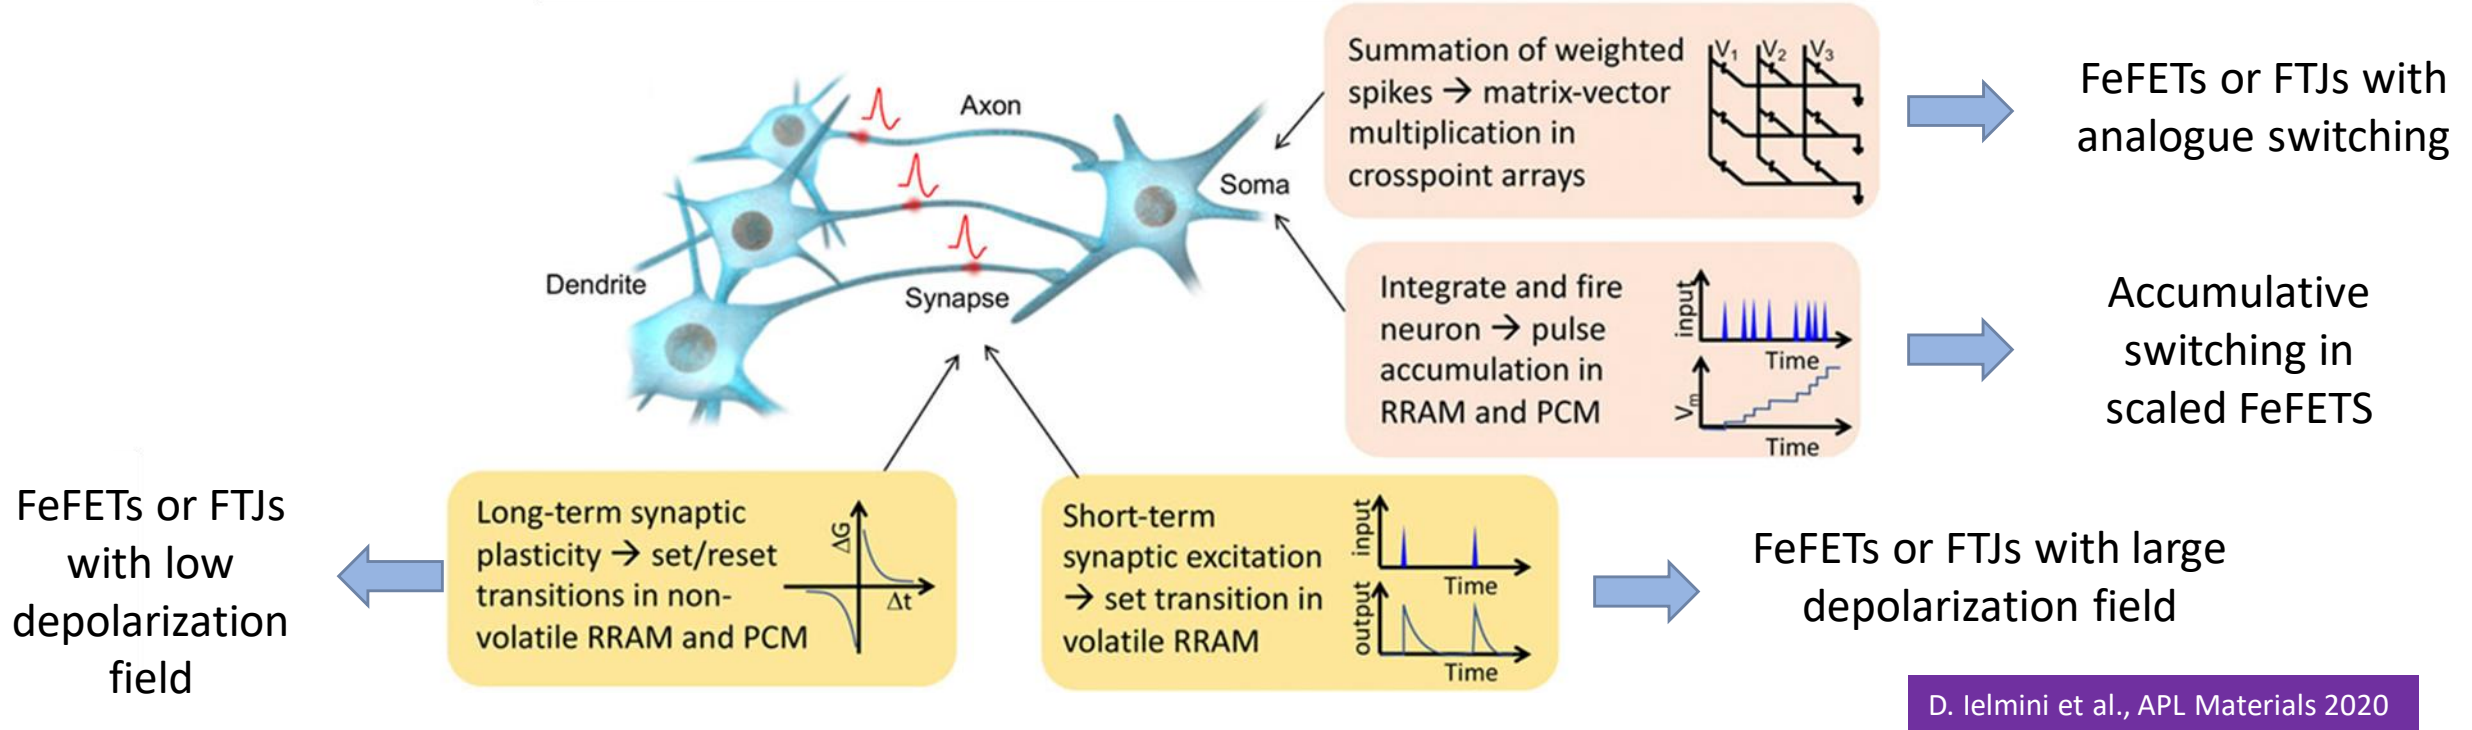 Summation of weighted
spikes → matrix-vector
multiplication in
crosspoint arrays
V1 V2 V3
FeFETs or FTJs with
analogue switching
Axon
Soma
Dendrite
Synapse
Integrate and fire
neuron → pulse
accumulation in
RRAM and PCM
input
Time
Vm
Time
Accumulative
switching in
scaled FeFETS
FeFETs or FTJs
with low
depolarization
field
Long-term synaptic
plasticity → set/reset
transitions in non-
volatile RRAM and PCM
ΔG
Δt
Short-term
synaptic excitation
→ set transition in
volatile RRAM
input
Time
output
Time
FeFETs or FTJs with large
depolarization field
D. Ielmini et al., APL Materials 2020